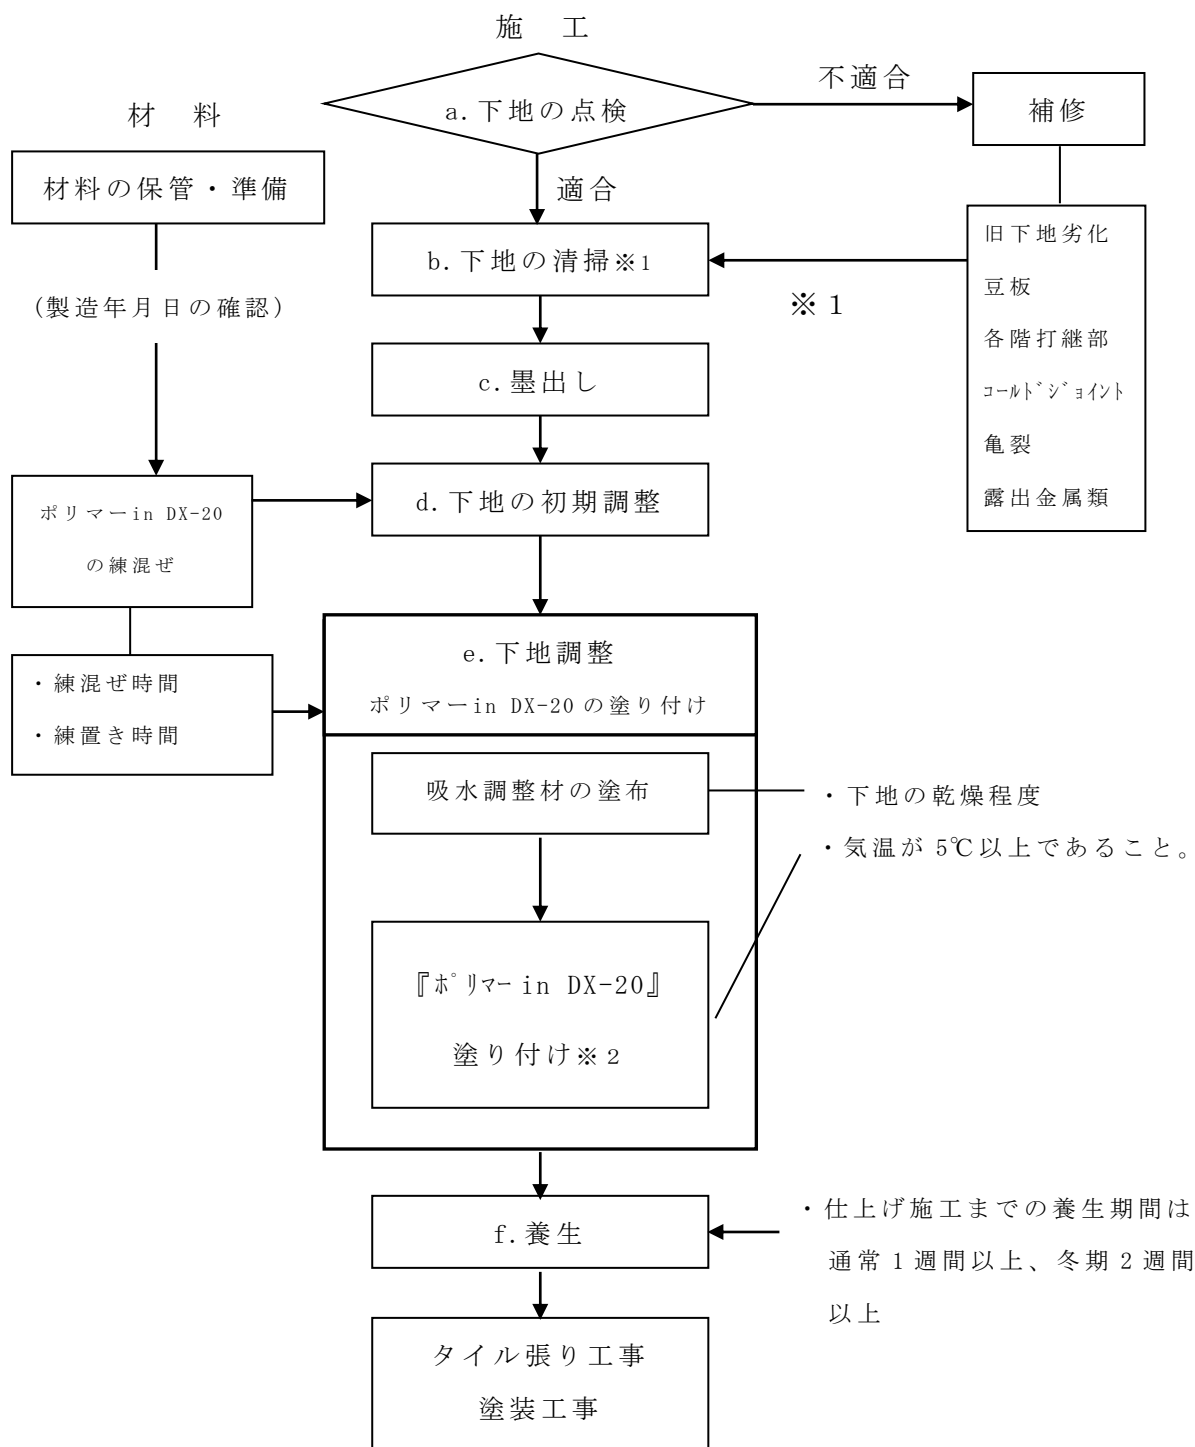 施 工
a.下地の点検
不適合
補修
材 料
材料の保管・準備
適合
b.下地の清掃※1
※1
旧下地劣化
豆板
各階打継部
ｺｰﾙﾄﾞｼﾞｮｲﾝﾄ
亀裂
露出金属類
(製造年月日の確認)
c.墨出し
d.下地の初期調整
ポリマーin DX-20
の練混ぜ
・練混ぜ時間
・練置き時間
e.下地調整
ポリマーin DX-20 の塗り付け
吸水調整材の塗布
・下地の乾燥程度
・気温が 5℃以上であること。
『ﾎﾟﾘﾏｰ in DX-20』
塗り付け※2
f.養生
・仕上げ施工までの養生期間は
通常 1 週間以上、冬期 2 週間
以上
タイル張り工事
塗装工事